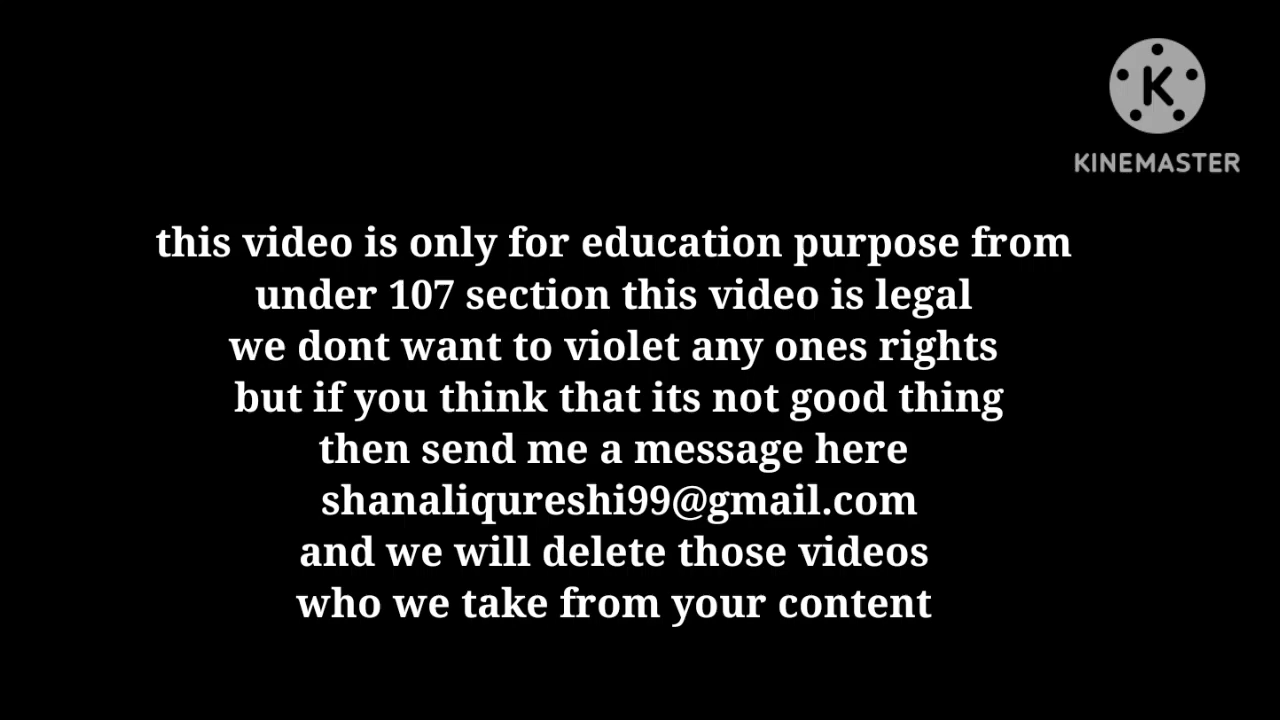 K
KINEMASTER
this video is only for education purpose from
under 107 section this video is legal
we dont want to violet any ones rights
but if you think that its not good thing
then send me a message here
shanaliqureshi99@gmail.com
and we will delete those videos
who we take from your content